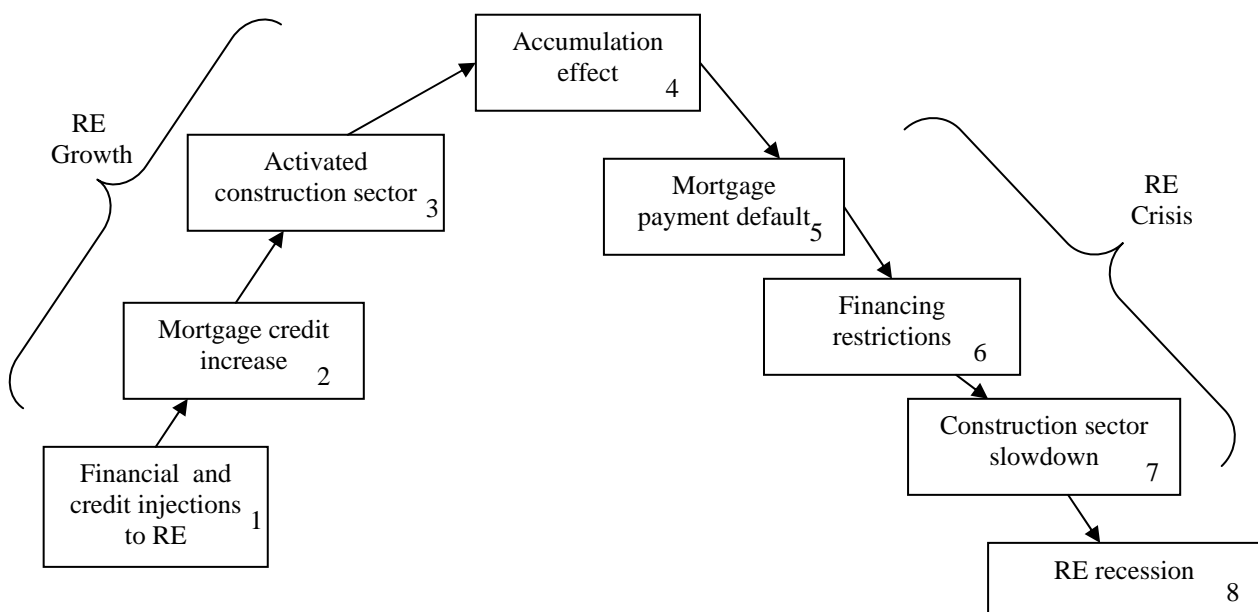 Accumulation
effect
4
RE
Growth
Activated
construction sector
3
Mortgage
payment default
5
RE
Crisis
Mortgage credit
increase
2
Financing
restrictions
6
Financial and
credit injections
to RE
1
Construction sector
slowdown
7
RE recession
8